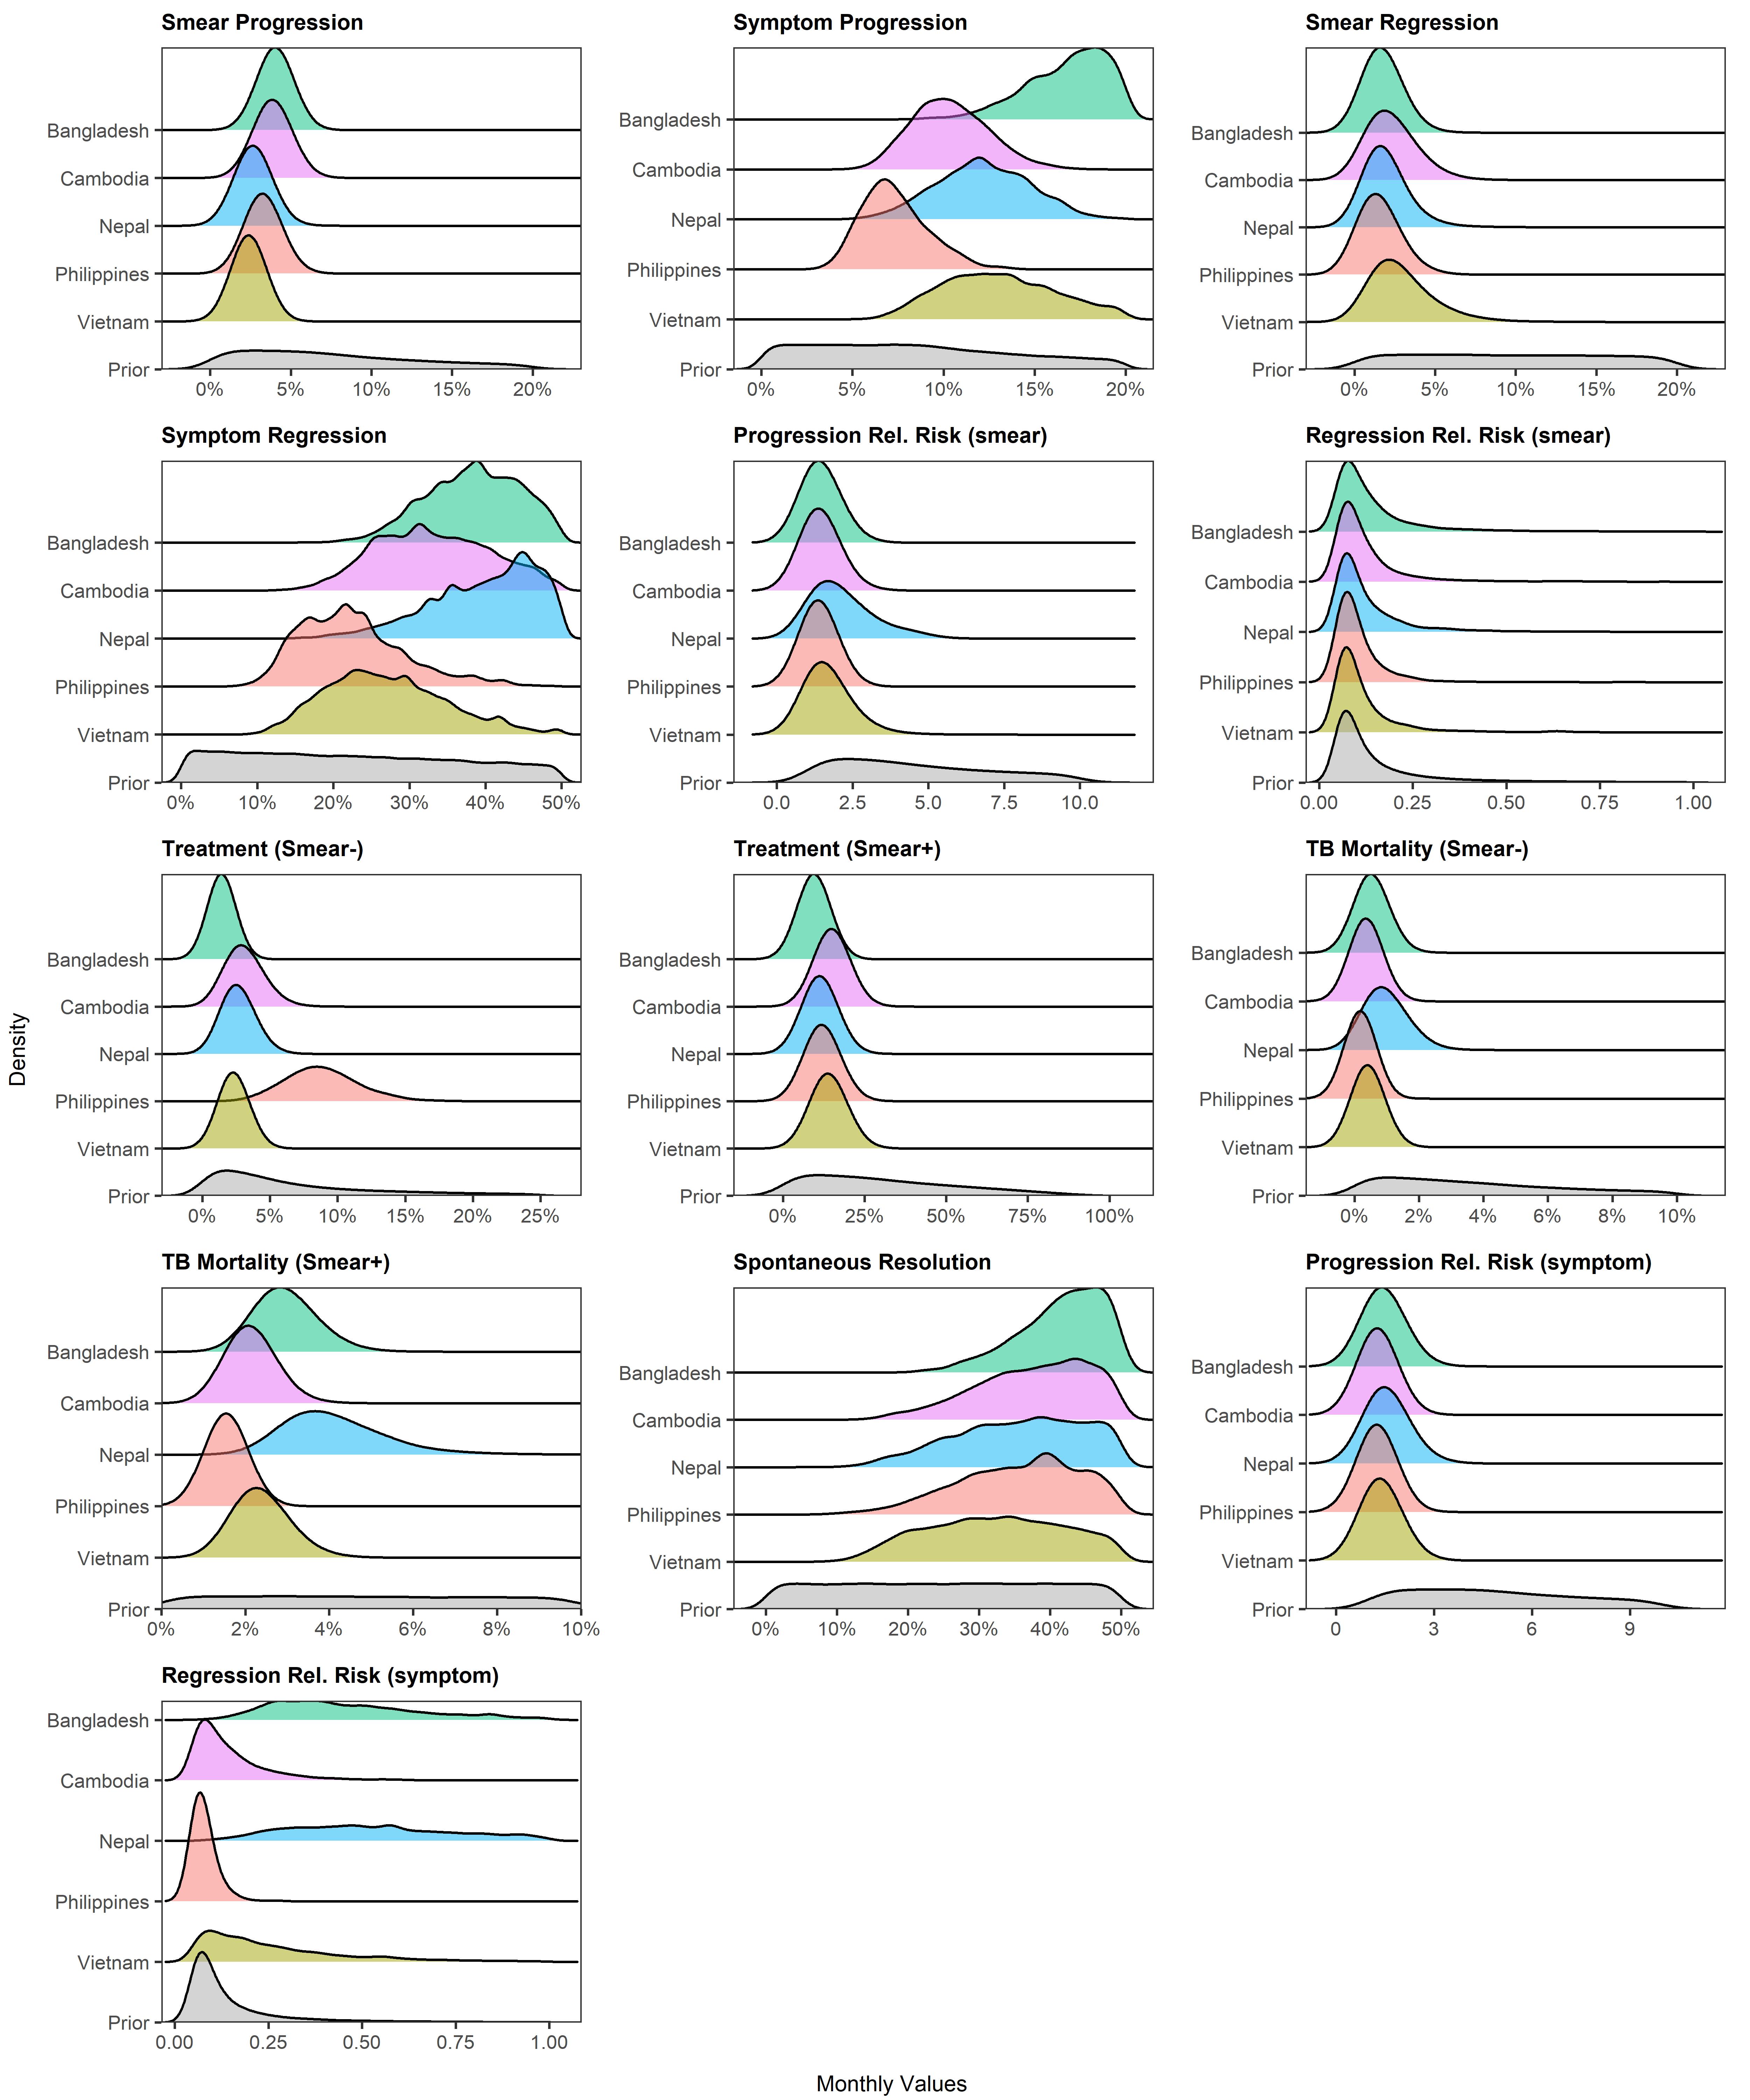 Smear Progression
Symptom Progression
Smear Regression
Bangladesh
Cambodia
Nepal
Philippines
Vietnam
Prior
0% 5% 10% 15% 20%
Bangladesh
Cambodia
Nepal
Philippines
Vietnam
Prior
0% 5% 10% 15% 20%
Bangladesh
Cambodia
Nepal
Philippines
Vietnam
Prior
0% 5% 10% 15% 20%
Symptom Regression
Progression Rel. Risk (smear)
Regression Rel. Risk (smear)
Bangladesh
Cambodia
Nepal
Philippines
Vietnam
Prior
0% 10% 20% 30% 40% 50%
Bangladesh
Cambodia
Nepal
Philippines
Vietnam
Prior
0.0 2.5 5.0 7.5 10.0
Bangladesh
Cambodia
Nepal
Philippines
Vietnam
Prior
0.00 0.25 0.50 0.75 1.00
Treatment (Smear-)
Treatment (Smear+)
TB Mortality (Smear-)
Bangladesh
Cambodia
Nepal
Philippines
Vietnam
Prior
0% 5% 10% 15% 20% 25%
Bangladesh
Cambodia
Nepal
Philippines
Vietnam
Prior
0% 25% 50% 75% 100%
Bangladesh
Cambodia
Nepal
Philippines
Vietnam
Prior
0% 2% 4% 6% 8% 10%
TB Mortality (Smear+)
Spontaneous Resolution
Progression Rel. Risk (symptom)
Bangladesh
Cambodia
Nepal
Philippines
Vietnam
Prior
0% 2% 4% 6% 8% 10%
Bangladesh
Cambodia
Nepal
Philippines
Vietnam
Prior
0% 10% 20% 30% 40% 50%
Bangladesh
Cambodia
Nepal
Philippines
Vietnam
Prior
0 3 6 9
Regression Rel. Risk (symptom)
Bangladesh
Cambodia
Nepal
Philippines
Vietnam
Prior
0.00 0.25 0.50 0.75 1.00
Density
Monthly Values